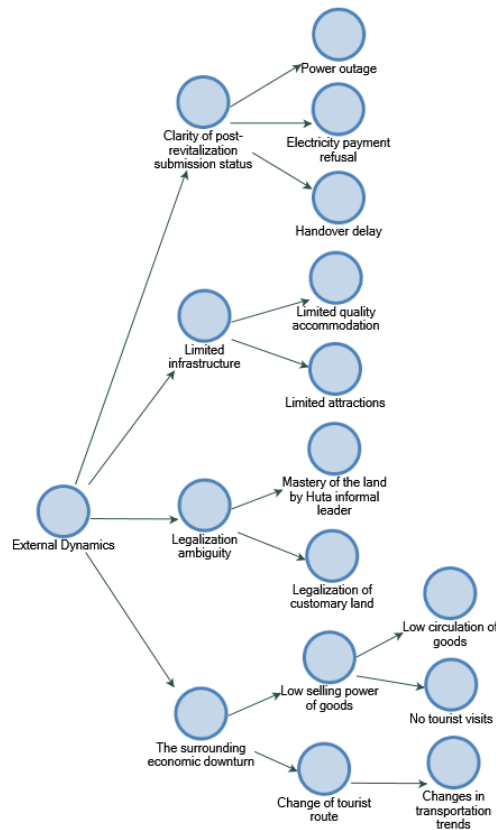 Power outage
Clarity of post-
revitalization
submission status
Electricity payment
refusal
Handover delay
Limited quality
accommodation
Limited
infrastructure
Limited attractions
Mastery of the land
by Huta informal
leader
External Dynamics
Legalization
ambiguity
Legalization of
customary land
Low circulation of
goods
Low selling power
of goods
No tourist visits
The surrounding
economic downturn
Change of tourist
route
Changes in
transportation
trends